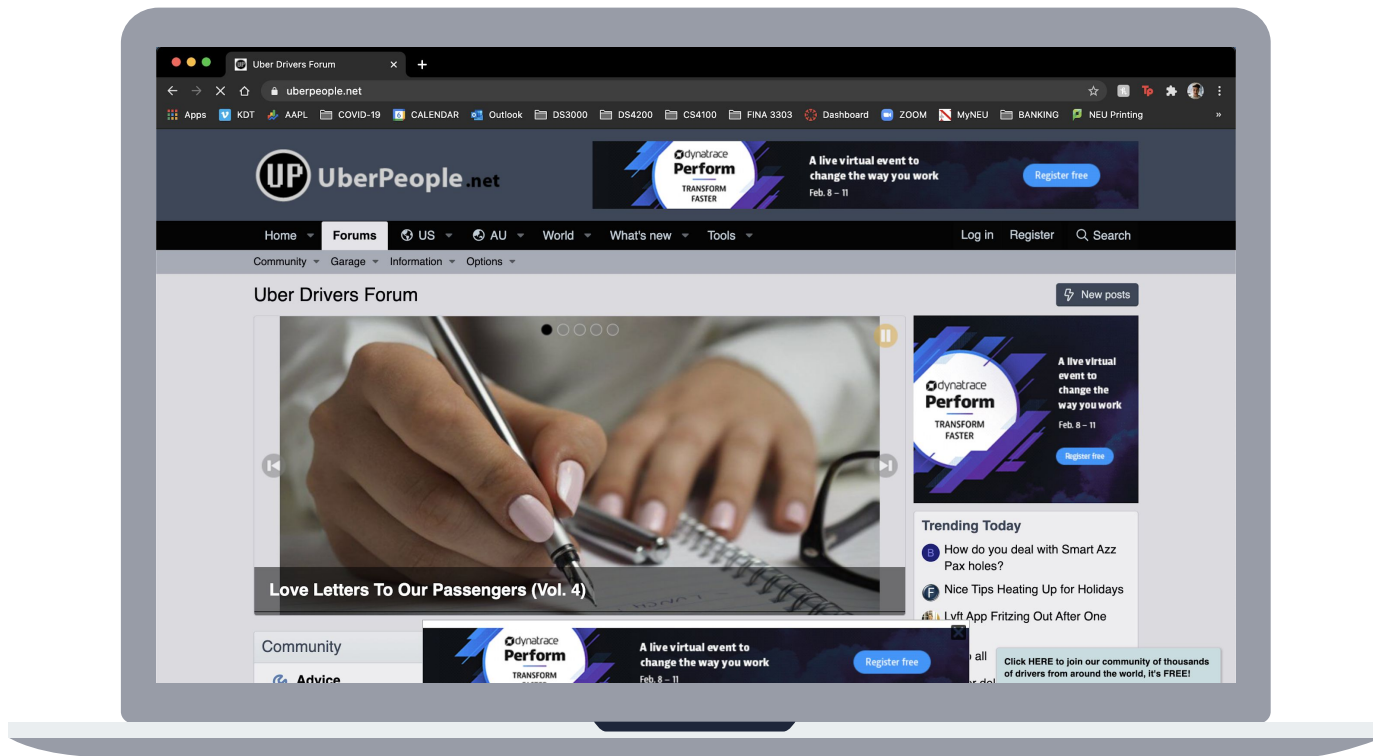 Uber Drivers Forum
uberpeople.net
Apps KDT AAPL COVID-19 CALENDAR Outlook DS3000 DS4200 CS4100 FINA 3303 Dashboard ZOOM MyNEU BANKING NEU Printing »
UP UberPeople.net
dynatrace
Perform
TRANSFORM
FASTER
A live virtual event to
change the way you work
Feb. 8 – 11
Register free
Home Forums US AU World What's new Tools Log in Register Search
Community Garage Information Options
Uber Drivers Forum
New posts
Love Letters To Our Passengers (Vol. 4)
dynatrace
Perform
TRANSFORM
FASTER
A live virtual
event to
change the
way you work
Feb. 8 – 11
Register free
Trending Today
B How do you deal with Smart Azz
Pax holes?
F Nice Tips Heating Up for Holidays
Lyft App Fritzing Out After One
all
Community
Advice
dynatrace
Perform
TRANSFORM
A live virtual event to
change the way you work
Feb. 8 – 11
Register free
Click HERE to join our community of thousands
of drivers from around the world, it's FREE!